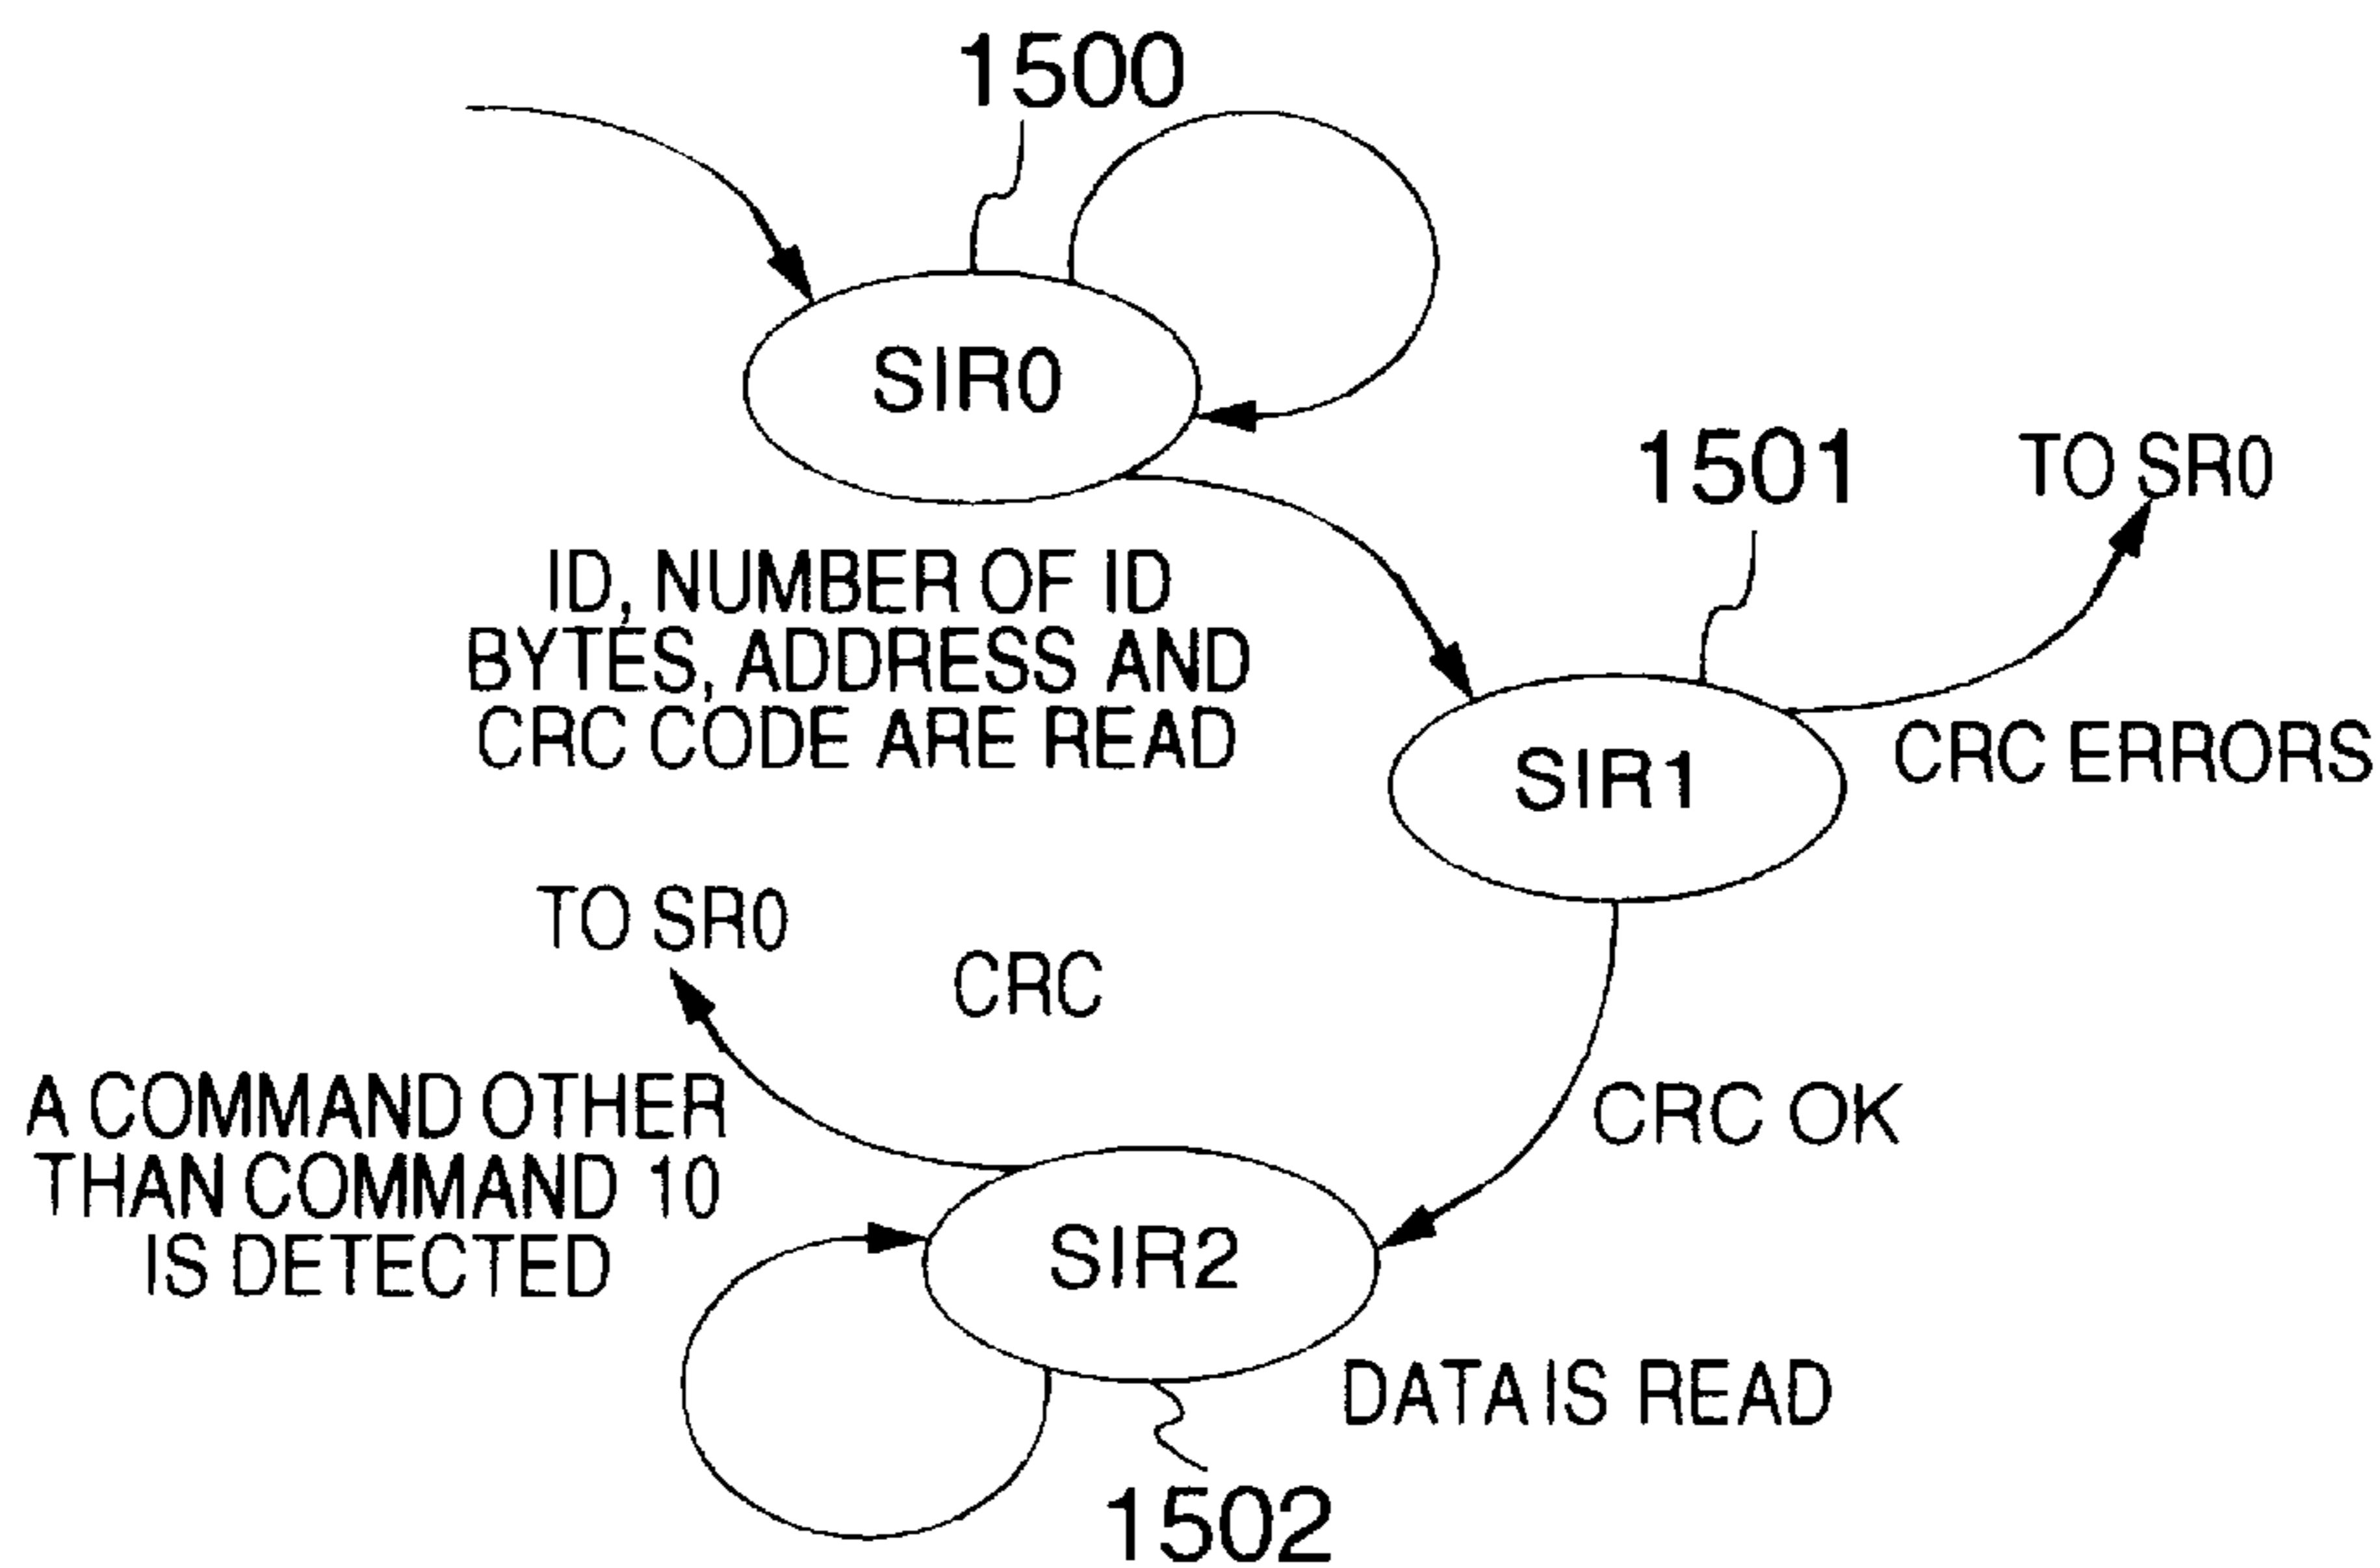 1500
SIR0
1501
TO SR0
ID, NUMBER OF ID
BYTES, ADDRESS AND
CRC CODE ARE READ
CRC ERRORS
SIR1
TO SR0
CRC
A COMMAND OTHER
THAN COMMAND 10
IS DETECTED
CRC OK
SIR2
DATA IS READ
1502